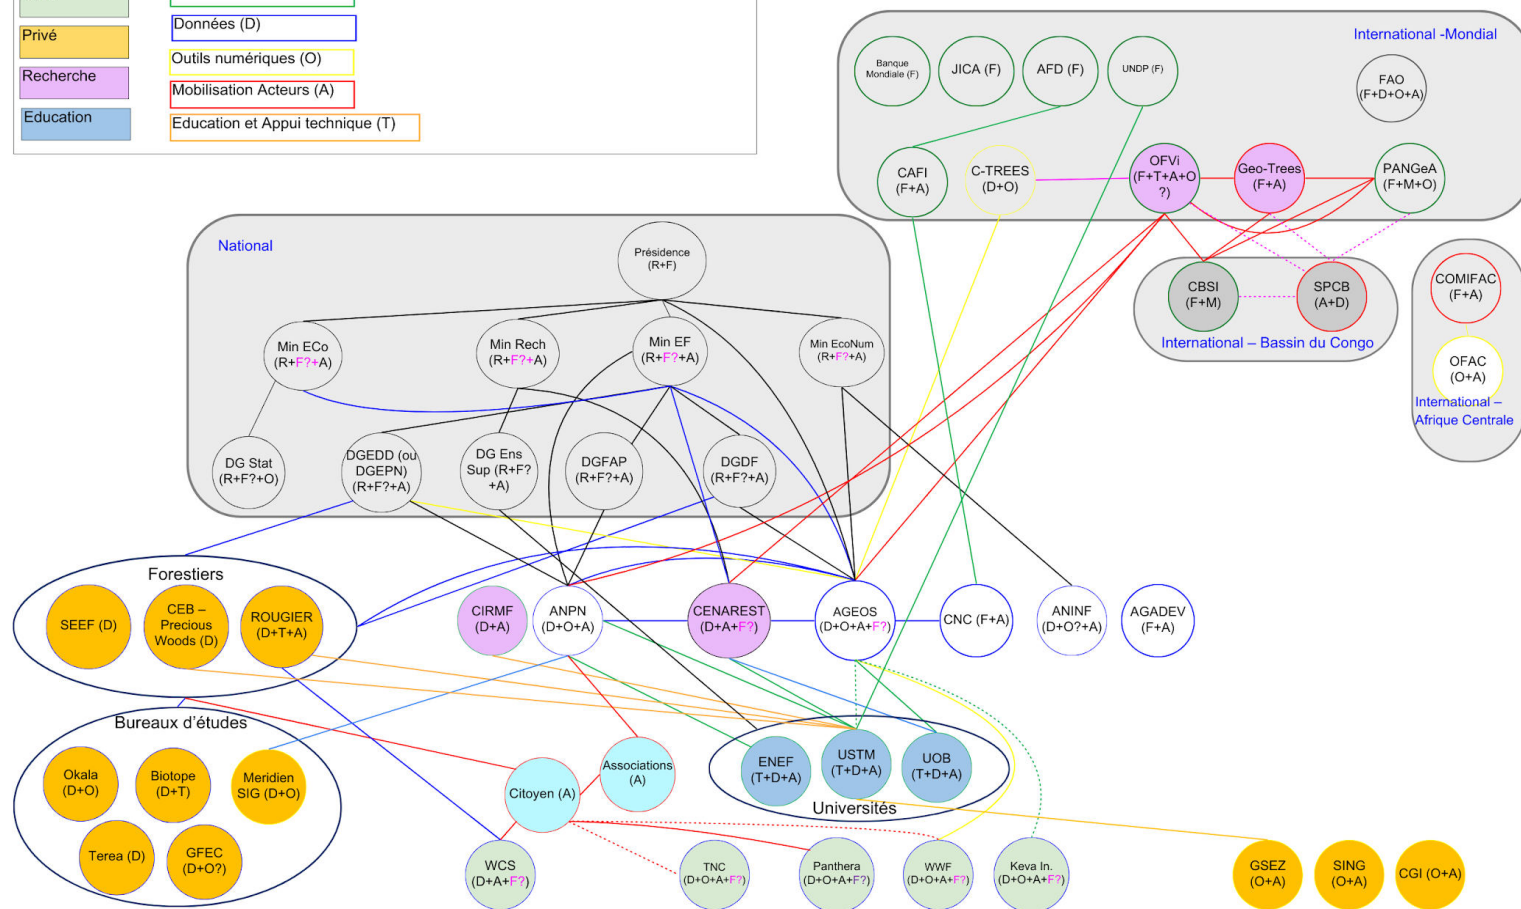 Privé
Recherche
Education
Données (D)
Outils numériques (O)
Mobilisation Acteurs (A)
Education et Appui technique (T)
International -Mondial
Banque
Mondiale (F)
JICA (F)
AFD (F)
UNDP (F)
FAO
(F+D+O+A)
CAFI
(F+A)
C-TREES
(D+O)
OFVi
(F+T+A+O
?)
Geo-Trees
(F+A)
PANGeA
(F+M+O)
National
Présidence
(R+F)
CBSI
(F+M)
SPCB
(A+D)
International – Bassin du Congo
COMIFAC
(F+A)
OFAC
(O+A)
International –
Afrique Centrale
Min ECo
(R+F?+A)
Min Rech
(R+F?+A)
Min EF
(R+F?+A)
Min EcoNum
(R+F?+A)
DG Stat
(R+F?+O)
DGEDD (ou
DGEPN)
(R+F?+A)
DG Ens
Sup (R+F?
+A)
DGFAP
(R+F?+A)
DGDF
(R+F?+A)
Forestiers
SEEF (D)
CEB –
Precious
Woods (D)
ROUGIER
(D+T+A)
CIRMF
(D+A)
ANPN
(D+O+A)
CENAREST
(D+A+F?)
AGEOS
(D+O+A+F?)
CNC (F+A)
ANINF
(D+O?+A)
AGADEV
(F+A)
Bureaux d'études
Okala
(D+O)
Biotope
(D+T)
Meridien
SIG (D+O)
Terea (D)
GFEC
(D+O?)
Citoyen (A)
Associations
(A)
ENEF
(T+D+A)
USTM
(T+D+A)
UOB
(T+D+A)
Universités
WCS
(D+A+F?)
TNC
(D+O+A+F?)
Panthera
(D+O+A+F?)
WWF
(D+O+A+F?)
Keva In.
(D+O+A+F?)
GSEZ
(O+A)
SING
(O+A)
CGI (O+A)